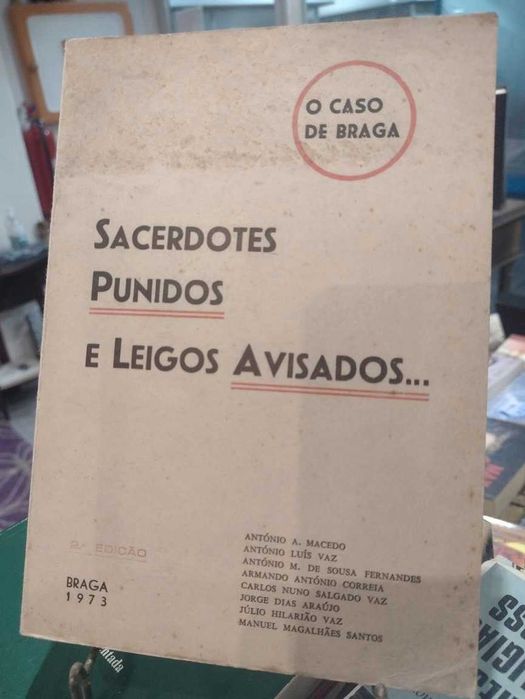 O CASO
DE BRAGA
SACERDOTES
PUNIDOS
E LEIGOS AVISADOS...
2.ª EDIÇÃO
BRAGA
1973
ANTÓNIO A. MACEDO
ANTÓNIO LUÍS VAZ
ANTÓNIO M. DE SOUSA FERNANDES
ARMANDO ANTÓNIO CORREIA
CARLOS NUNO SALGADO VAZ
JORGE DIAS ARAÚJO
JÚLIO HILARIÃO VAZ
MANUEL MAGALHÃES SANTOS